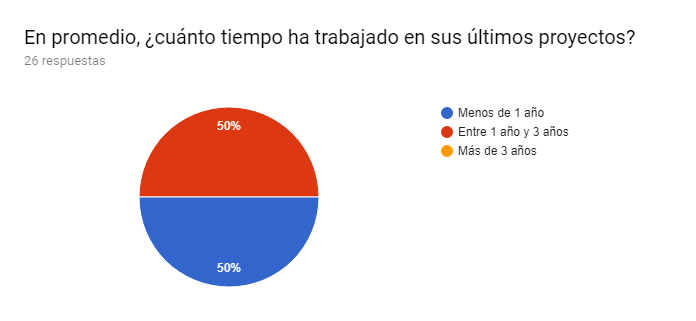 En promedio, ¿cuánto tiempo ha trabajado en sus últimos proyectos?
26 respuestas
50%
50%
Menos de 1 año
Entre 1 año y 3 años
Más de 3 años